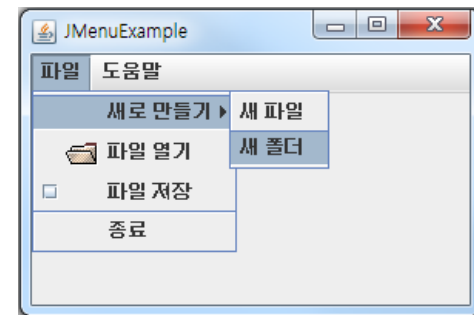 JMenuExample
파일 도움말
새로 만들기 새 파일
파일 열기 새 폴더
파일 저장
종료